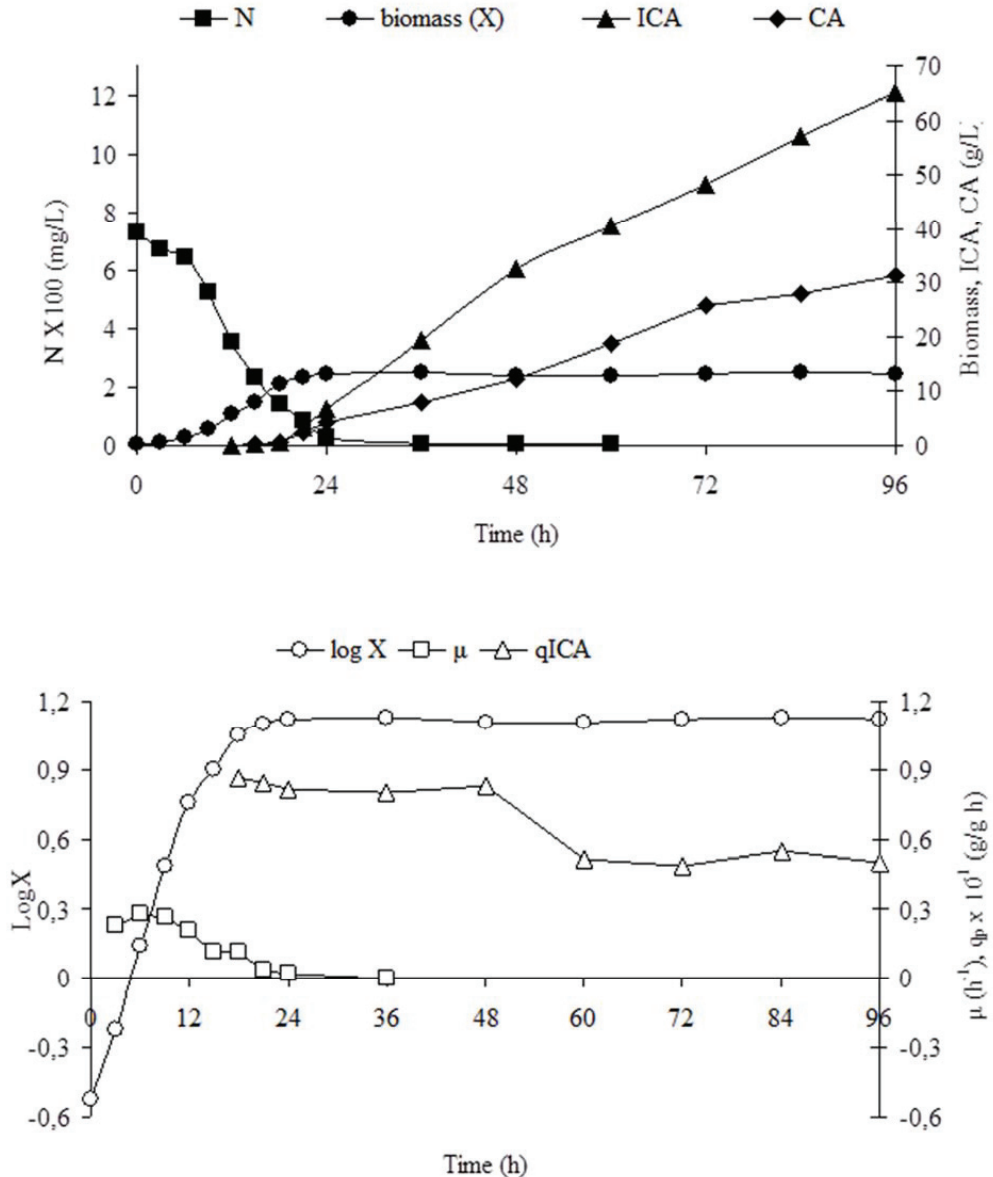 N biomass (X) ICA CA
70
12 60
10 50
8 40
6 30
4 20
2 10
0 0
0 24 48 72 96
N X100 (mg/L)
Biomass, ICA, CA (g/L)
Time (h)
log X µ qICA
1,2 1,2
0,9 0,9
0,6 0,6
0,3 0,3
0 0
0 12 24 36 48 60 72 84 96
-0,3 -0,3
-0,6 -0,6
LogX
µ (h⁻¹), qp x 10¹ (g/g h)
Time (h)